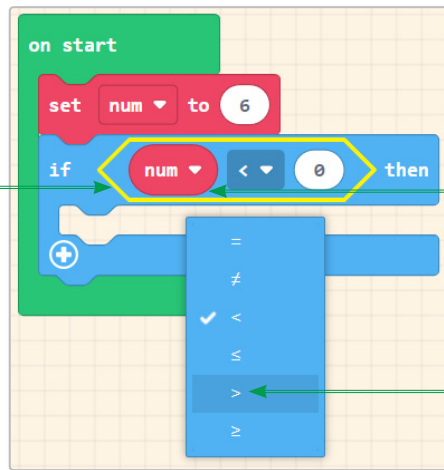 on start
set num to 6
if num < 0 then
=
≠
<
≤
>
≥